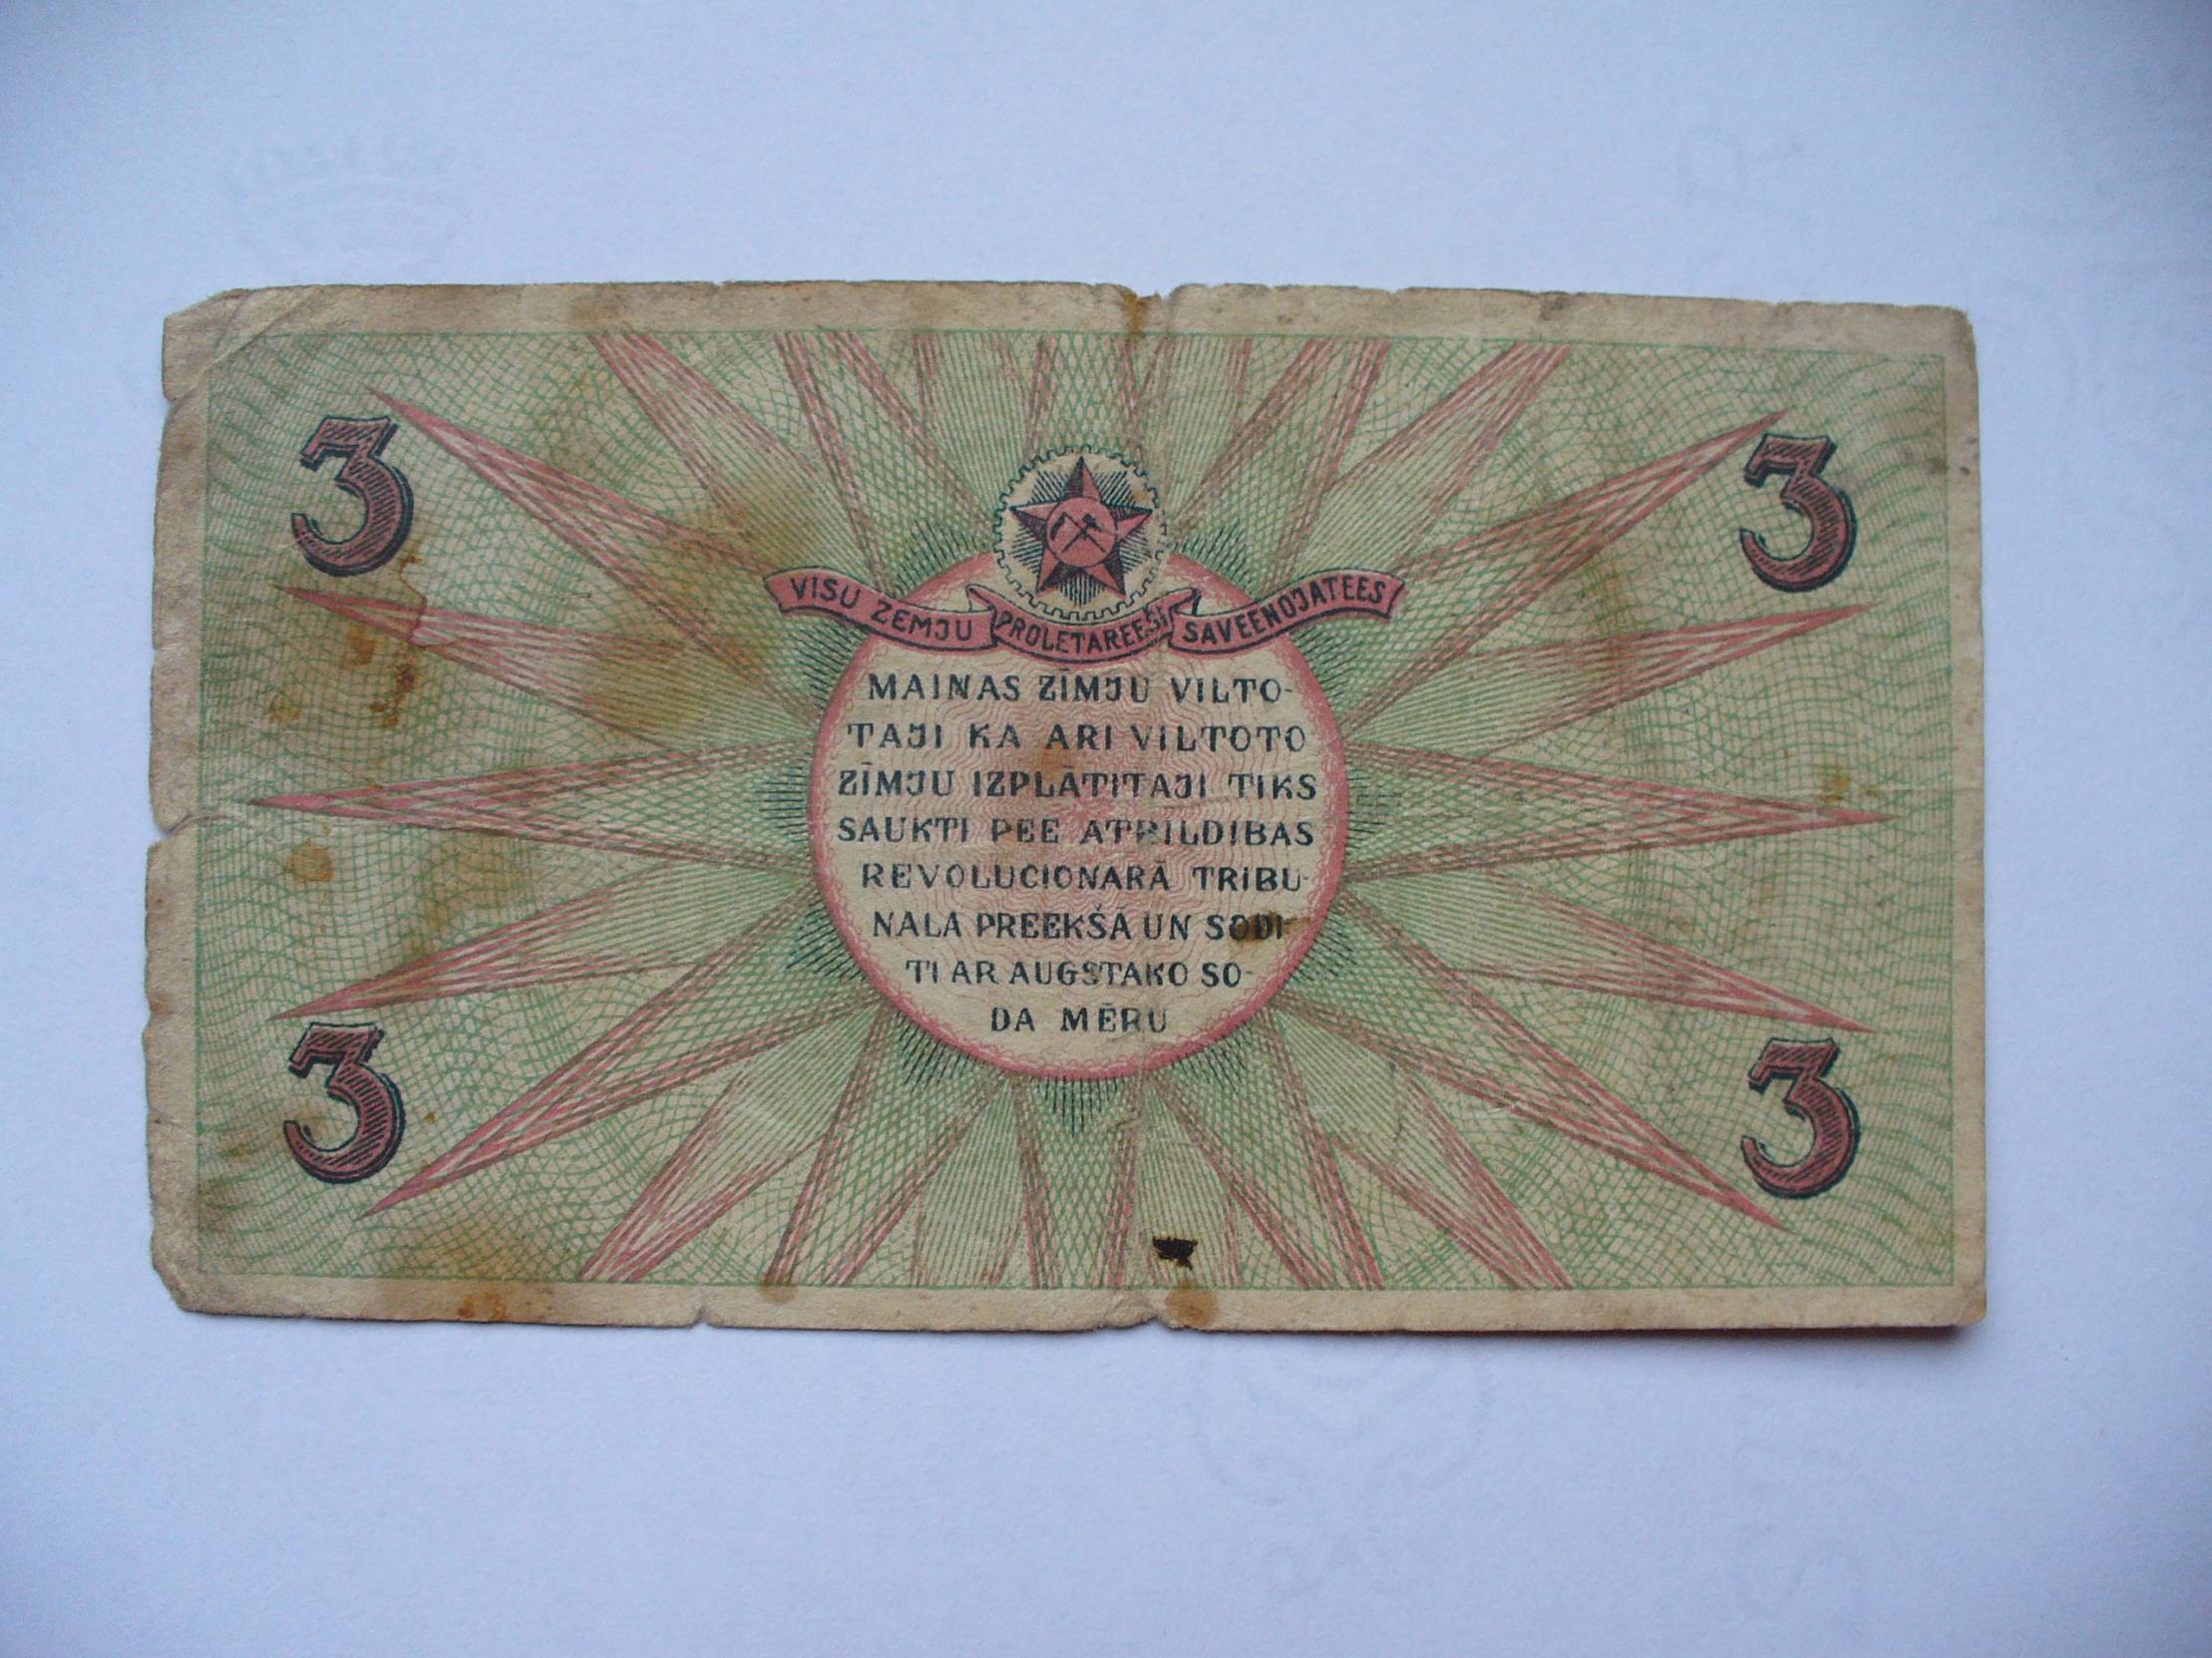 3 3
VISU ZEMJU PROLETAREEŠI SAVEENOJATEES
MAIŅAS ZĪMJU VILTO-
TAJI KA ARI VILTOTO
ZĪMJU IZPLĀTITAJI TIKS
SAUKTI PEE ATBILDIBAS
REVOLUCIONARĀ TRIBU-
NALA PREEKŠĀ UN SODI-
TI AR AUGSTAKO SO-
DA MĒRU
3 3